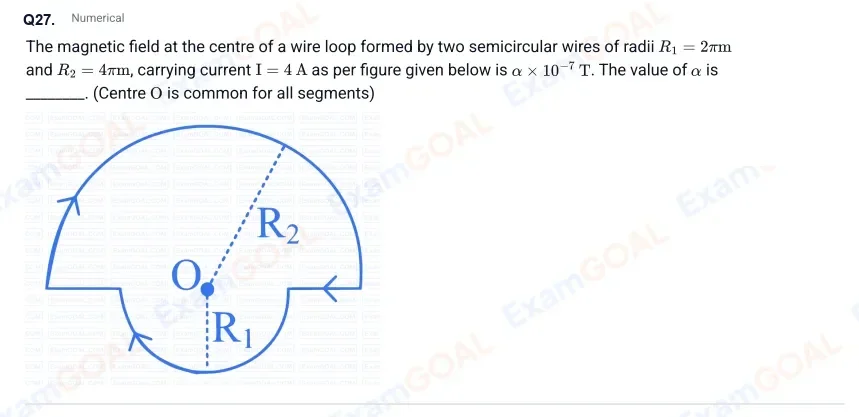 Q27. Numerical
The magnetic field at the centre of a wire loop formed by two semicircular wires of radii R₁ = 2πm
and R₂ = 4πm, carrying current I = 4 A as per figure given below is α × 10⁻⁷ T. The value of α is
________. (Centre O is common for all segments)
R₂
O
R₁
ExamGOAL